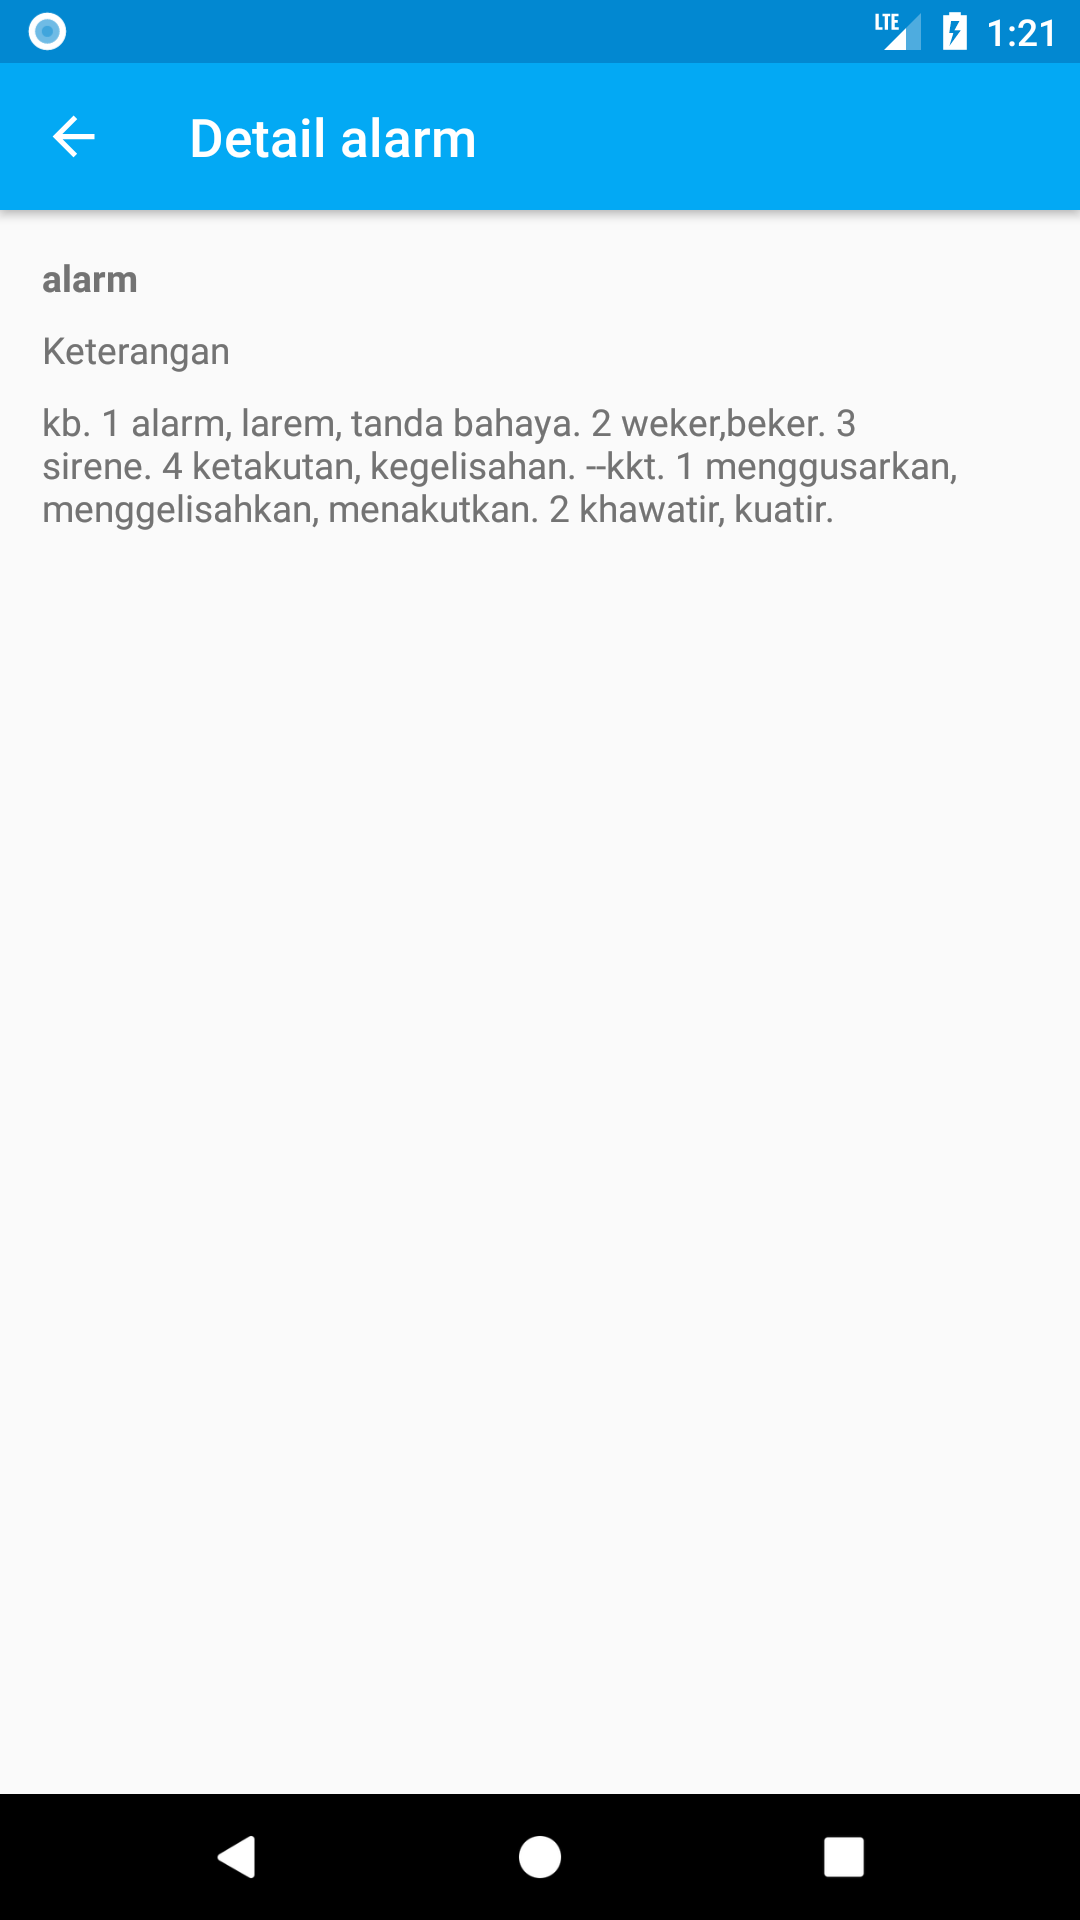 LTE 1:21
Detail alarm
alarm
Keterangan
kb. 1 alarm, larem, tanda bahaya. 2 weker,beker. 3
sirene. 4 ketakutan, kegelisahan. --kkt. 1 menggusarkan,
menggelisahkan, menakutkan. 2 khawatir, kuatir.